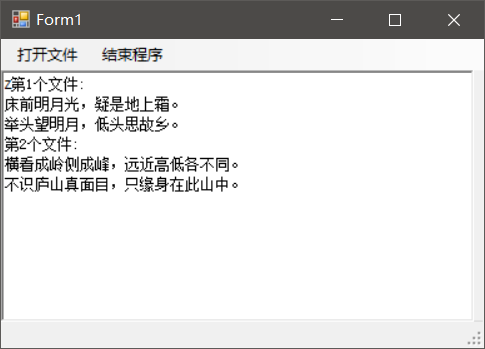 Form1
打开文件 结束程序
z第1个文件:
床前明月光，疑是地上霜。
举头望明月，低头思故乡。
第2个文件:
横看成岭侧成峰，远近高低各不同。
不识庐山真面目，只缘身在此山中。